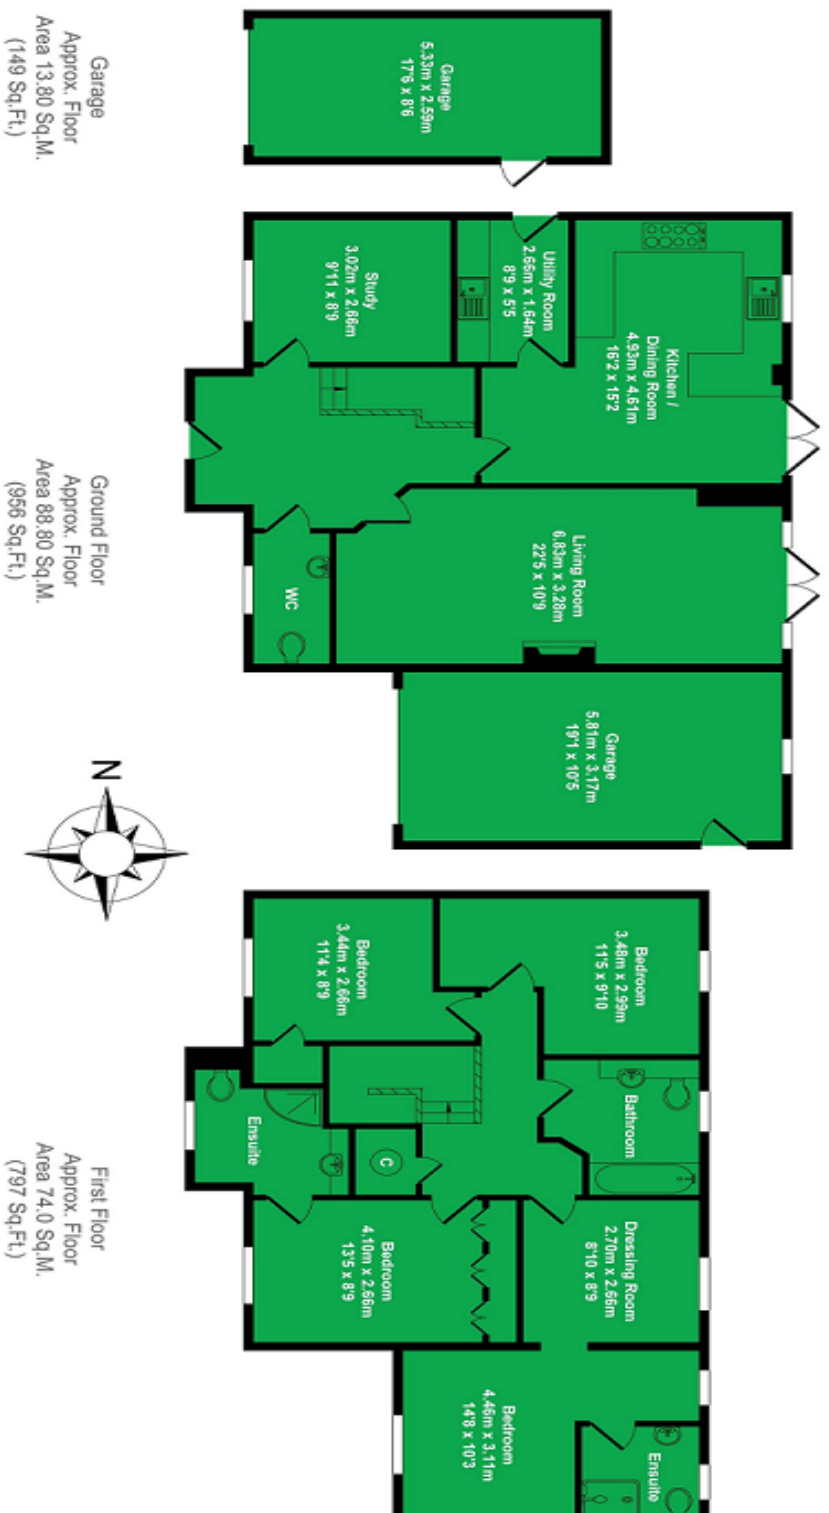 Garage
5.33m x 2.59m
17'6 x 8'6
Garage
Approx. Floor
Area 13.80 Sq.M.
(149 Sq.Ft.)
Kitchen /
Dining Room
4.93m x 4.61m
16'2 x 15'2
Utility Room
2.66m x 1.64m
8'9 x 5'5
Study
3.02m x 2.66m
9'11 x 8'9
Living Room
6.83m x 3.28m
22'5 x 10'9
WC
Garage
5.81m x 3.17m
19'1 x 10'5
Ground Floor
Approx. Floor
Area 88.80 Sq.M.
(956 Sq.Ft.)
N
Bedroom
3.48m x 2.99m
11'5 x 9'10
Bedroom
3.44m x 2.66m
11'4 x 8'9
Bathroom
Ensuite
C
Dressing Room
2.70m x 2.66m
8'10 x 8'9
Bedroom
4.10m x 2.66m
13'5 x 8'9
Ensuite
Bedroom
4.46m x 3.11m
14'8 x 10'3
First Floor
Approx. Floor
Area 74.0 Sq.M.
(797 Sq.Ft.)